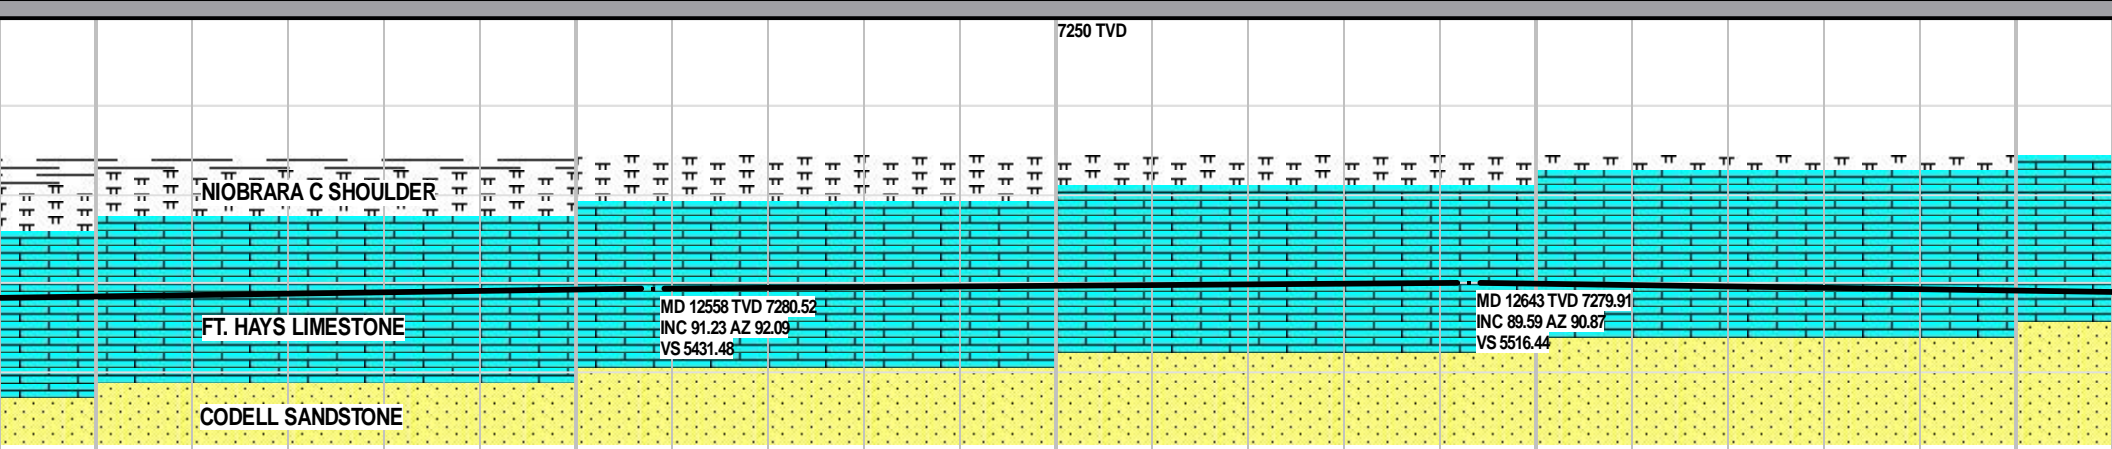 7250 TVD
NIOBRARA C SHOULDER
MD 12558 TVD 7280.52
INC 91.23 AZ 92.09
VS 5431.48
MD 12643 TVD 7279.91
INC 89.59 AZ 90.87
VS 5516.44
FT. HAYS LIMESTONE
CODELL SANDSTONE